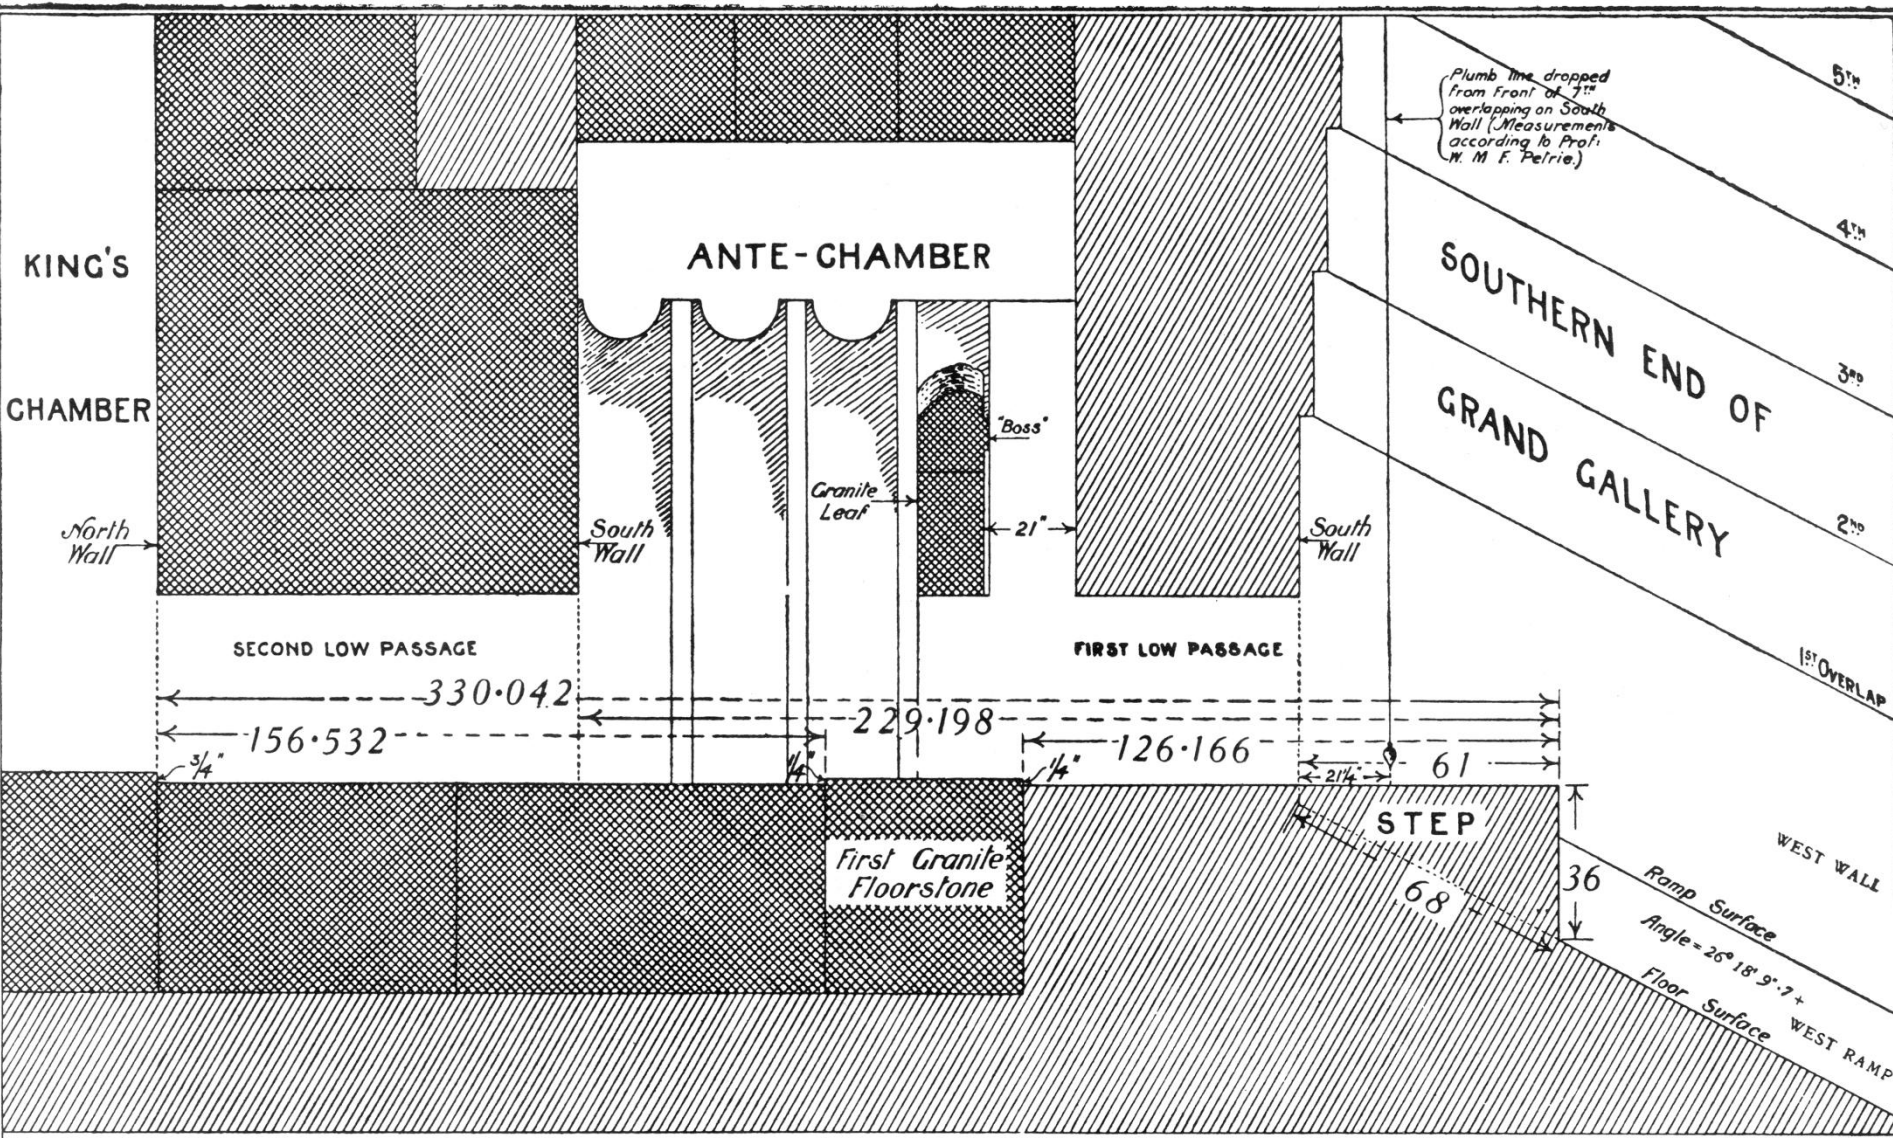 5TH
Plumb line dropped
from Front of 7TH
overlapping on South
Wall (Measurements
according to Prof:
W. M F. Petrie.)
4TH
KING'S
CHAMBER
ANTE-CHAMBER
SOUTHERN END OF
GRAND GALLERY
3RD
"Boss"
Granite
Leaf
North
Wall
South
Wall
21"
South
Wall
2ND
SECOND LOW PASSAGE
FIRST LOW PASSAGE
1ST OVERLAP
330·042
229·198
156·532
126·166
61
3/4"
1/4"
1/4"
21 1/4"
STEP
First Granite
Floorstone
68
36
WEST WALL
Ramp Surface
Angle = 26° 18' 9"·7 +
Floor Surface
WEST RAMP